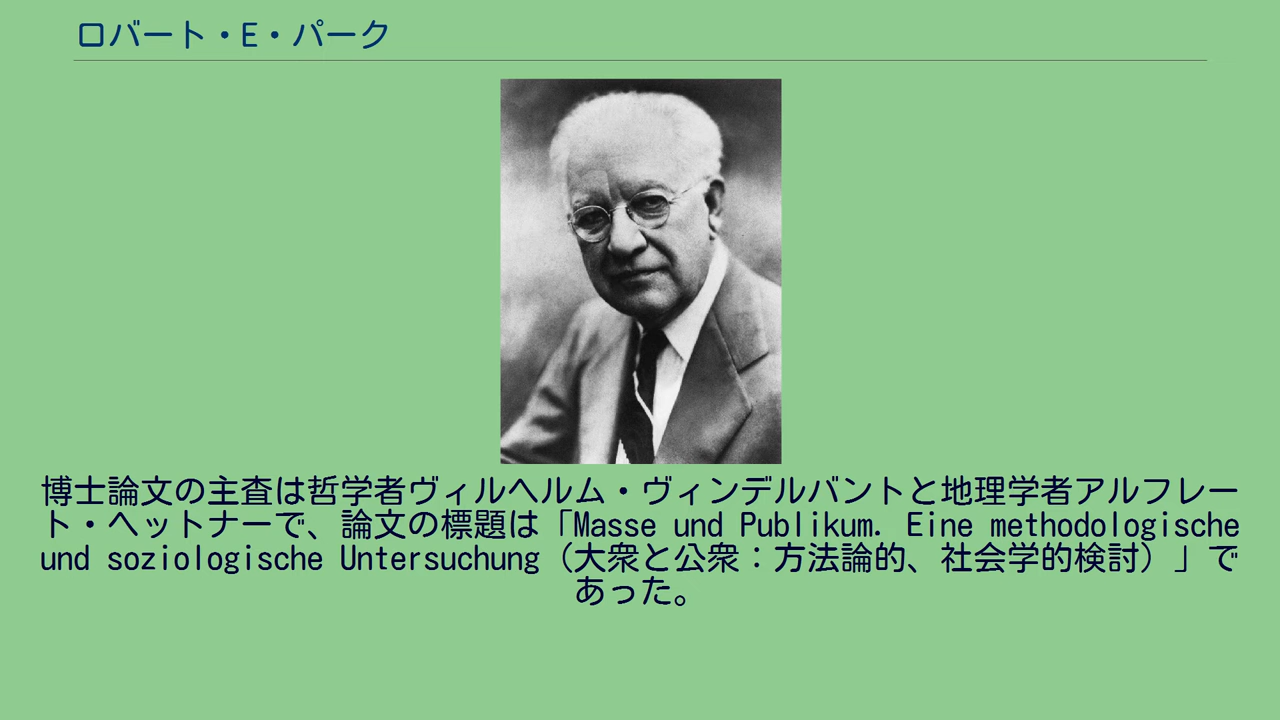 ロバート・E・パーク
博士論文の主査は哲学者ヴィルヘルム・ヴィンデルバントと地理学者アルフレー
ト・ヘットナーで、論文の標題は「Masse und Publikum. Eine methodologische
und soziologische Untersuchung（大衆と公衆：方法論的、社会学的検討）」で
あった。